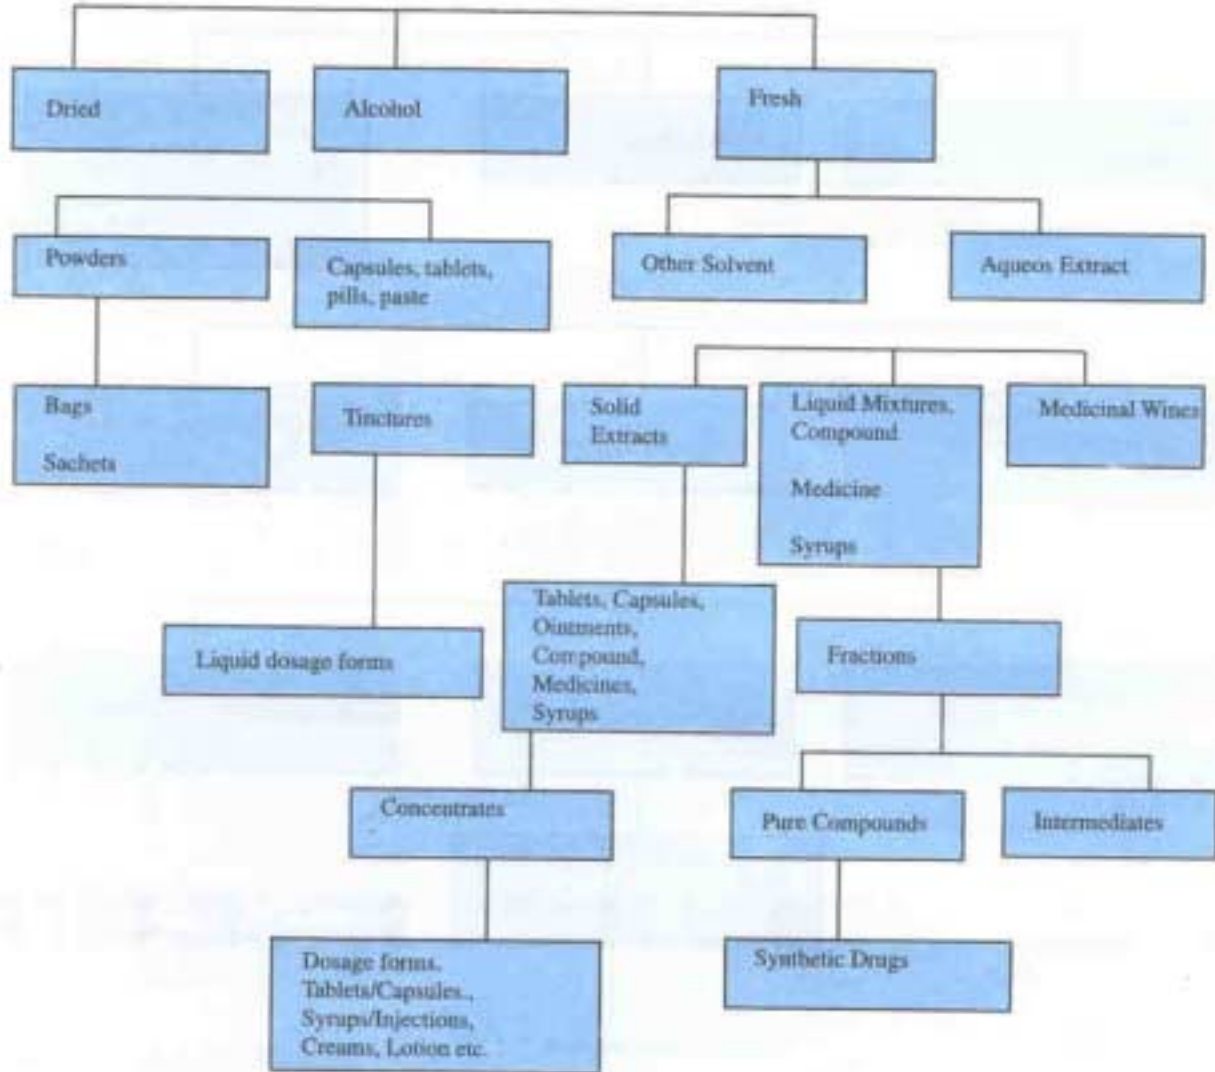 Dried
Alcohol
Fresh
Powders
Capsules, tablets,
pills, paste
Other Solvent
Aqueos Extract
Bags
Sachets
Tinctures
Solid
Extracts
Liquid Mixtures,
Compound
Medicine
Syrups
Medicinal Wines
Liquid dosage forms
Tablets, Capsules,
Ointments,
Compound,
Medicines,
Syrups
Fractions
Concentrates
Pure Compounds
Intermediates
Dosage forms,
Tablets/Capsules.,
Syrups/Injections,
Creams, Lotion etc.
Synthetic Drugs